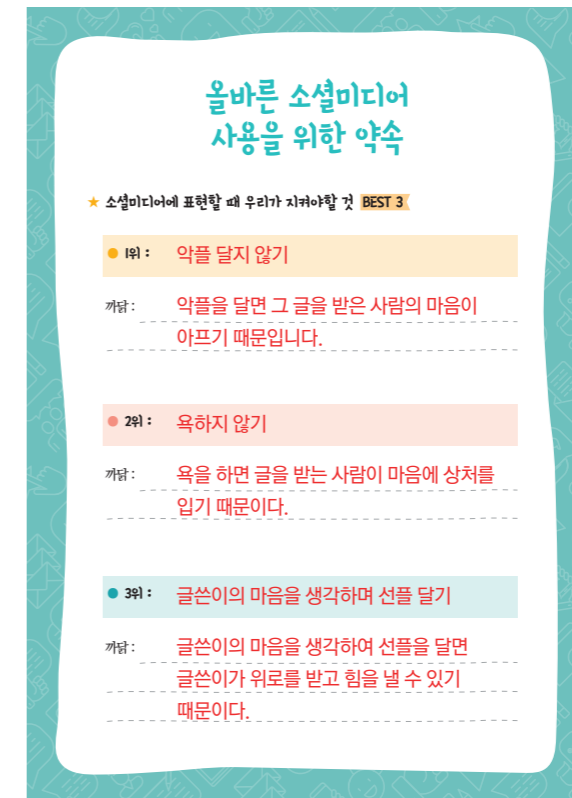 올바른 소셜미디어
사용을 위한 약속
★ 소셜미디어에 표현할 때 우리가 지켜야할 것 BEST 3
● 1위 : 악플 달지 않기
까닭 : 악플을 달면 그 글을 받은 사람의 마음이
아프기 때문입니다.
● 2위 : 욕하지 않기
까닭 : 욕을 하면 글을 받는 사람이 마음에 상처를
입기 때문이다.
● 3위 : 글쓴이의 마음을 생각하며 선플 달기
까닭 : 글쓴이의 마음을 생각하여 선플을 달면
글쓴이가 위로를 받고 힘을 낼 수 있기
때문이다.